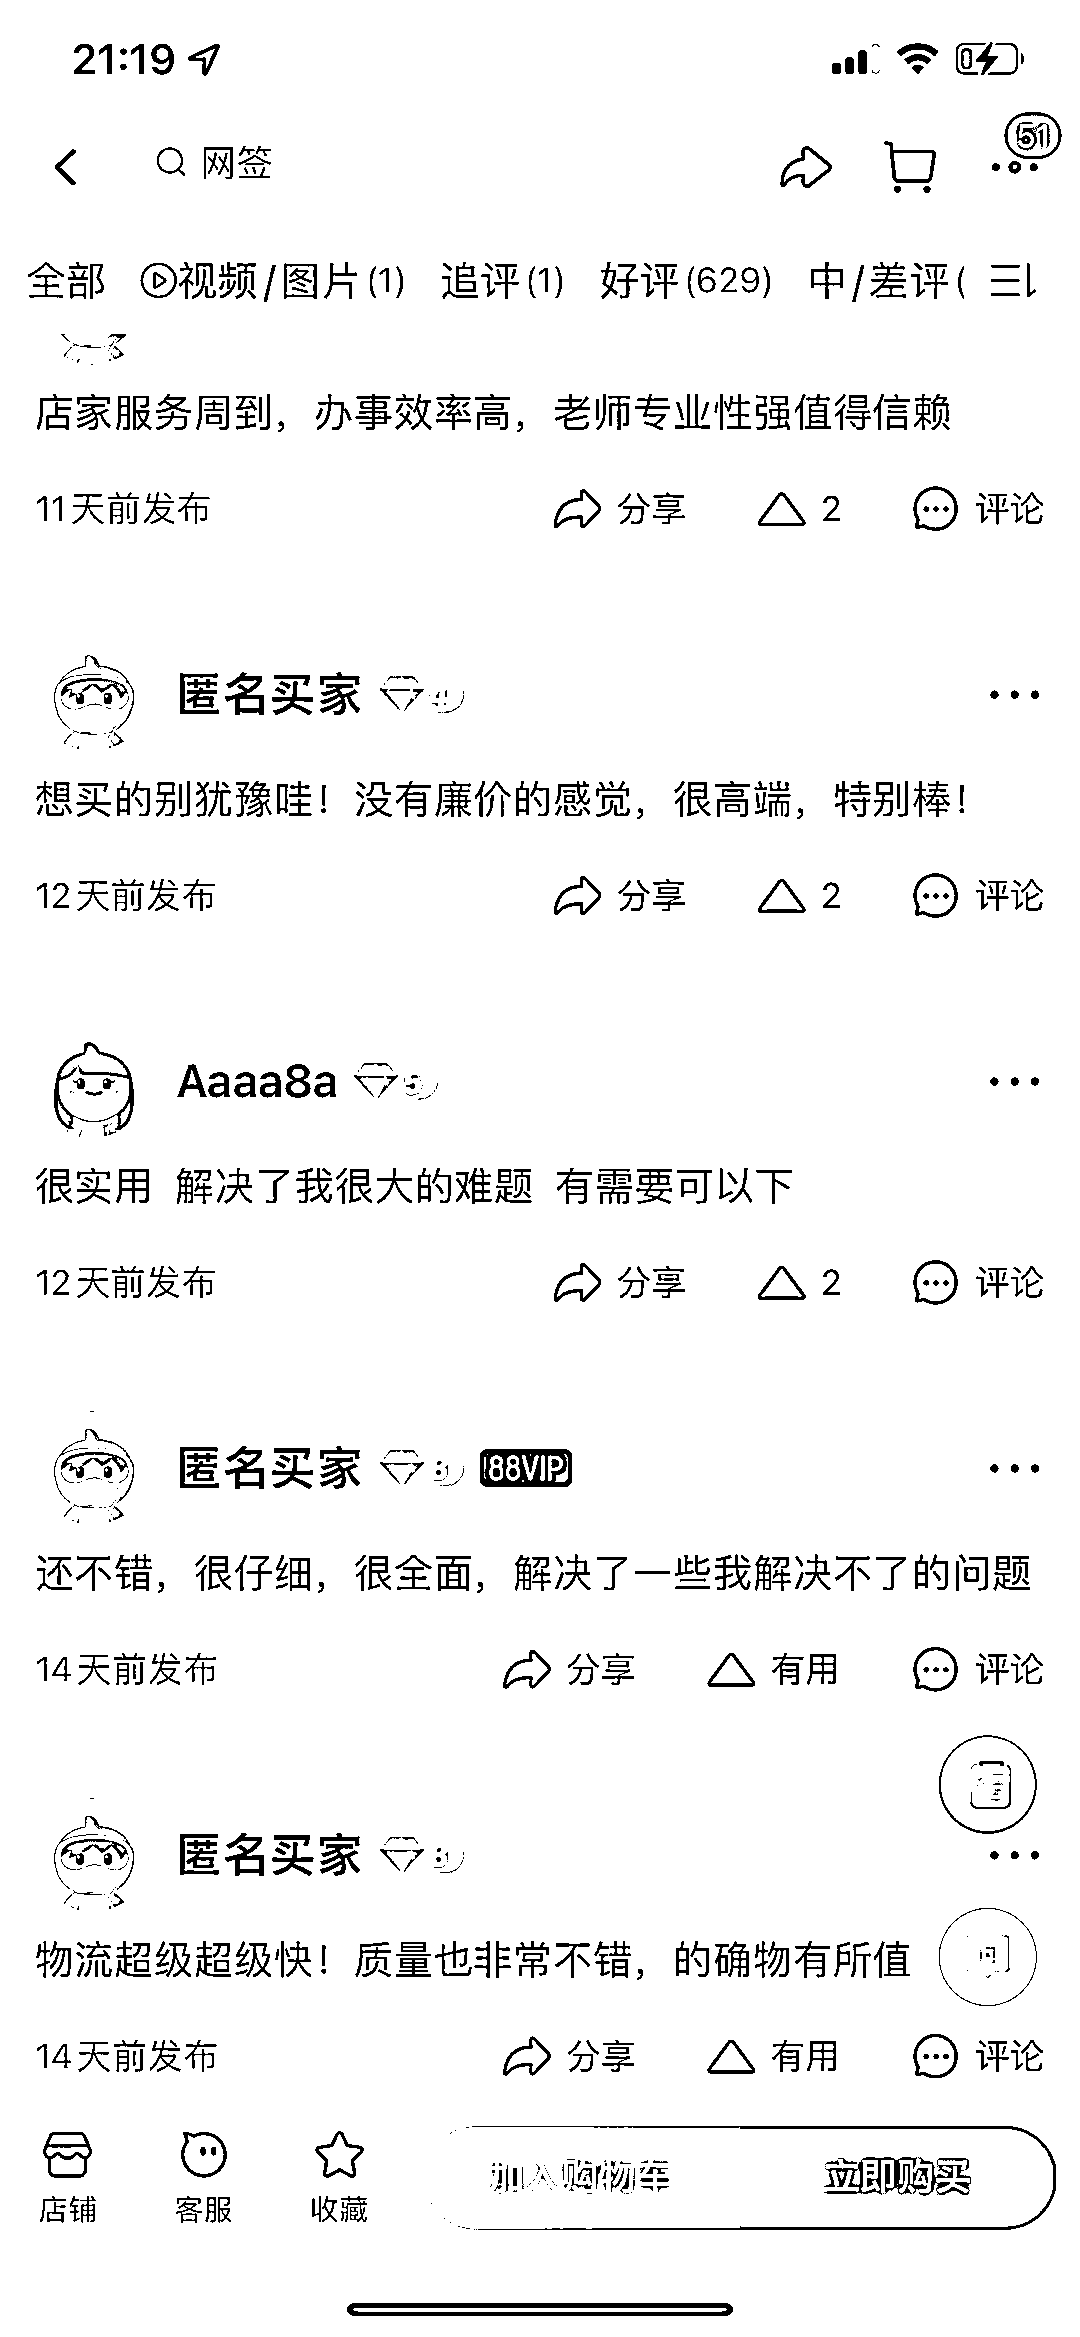 21:19
网签
51
全部 视频/图片(1) 追评(1) 好评(629) 中/差评(
店家服务周到，办事效率高，老师专业性强值得信赖
11天前发布 分享 2 评论
匿名买家
想买的别犹豫哇！没有廉价的感觉，很高端，特别棒！
12天前发布 分享 2 评论
Aaaa8a
很实用 解决了我很大的难题 有需要可以下
12天前发布 分享 2 评论
匿名买家 88VIP
还不错，很仔细，很全面，解决了一些我解决不了的问题
14天前发布 分享 有用 评论
匿名买家
物流超级超级快！质量也非常不错，的确物有所值
问
14天前发布 分享 有用 评论
店铺 客服 收藏 加入购物车 立即购买